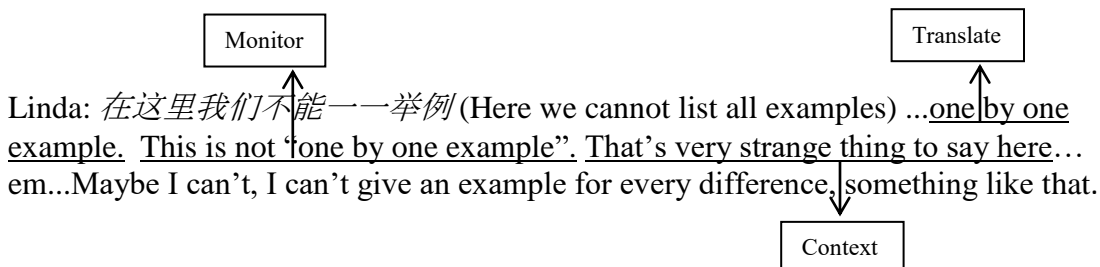 Monitor
Translate
Linda: 在这里我们不能一一举例 (Here we cannot list all examples) ...one by one
example. This is not “one by one example”. That’s very strange thing to say here…
em...Maybe I can’t, I can’t give an example for every difference, something like that.
Context